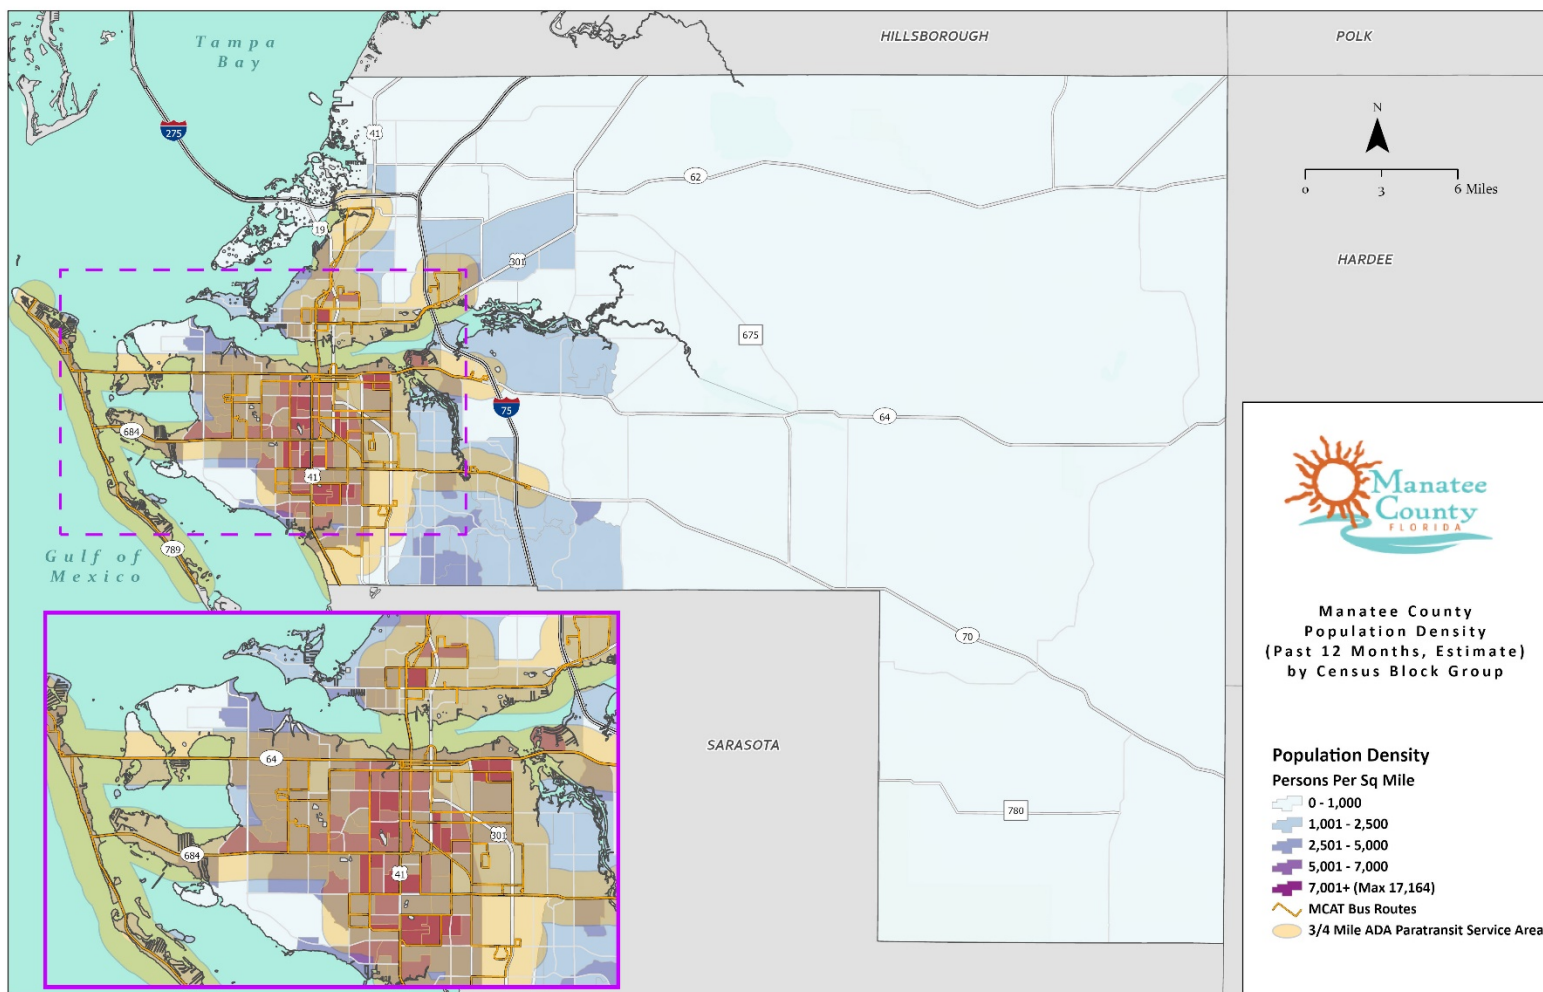 Tampa
Bay
HILLSBOROUGH
POLK
275
41
N
62
0 3 6 Miles
19
301
HARDEE
675
75
64
684
41
789
Gulf of
Mexico
70
SARASOTA
780
64
301
684
41
Manatee
County
FLORIDA
Manatee County
Population Density
(Past 12 Months, Estimate)
by Census Block Group
Population Density
Persons Per Sq Mile
0 - 1,000
1,001 - 2,500
2,501 - 5,000
5,001 - 7,000
7,001+ (Max 17,164)
MCAT Bus Routes
3/4 Mile ADA Paratransit Service Area